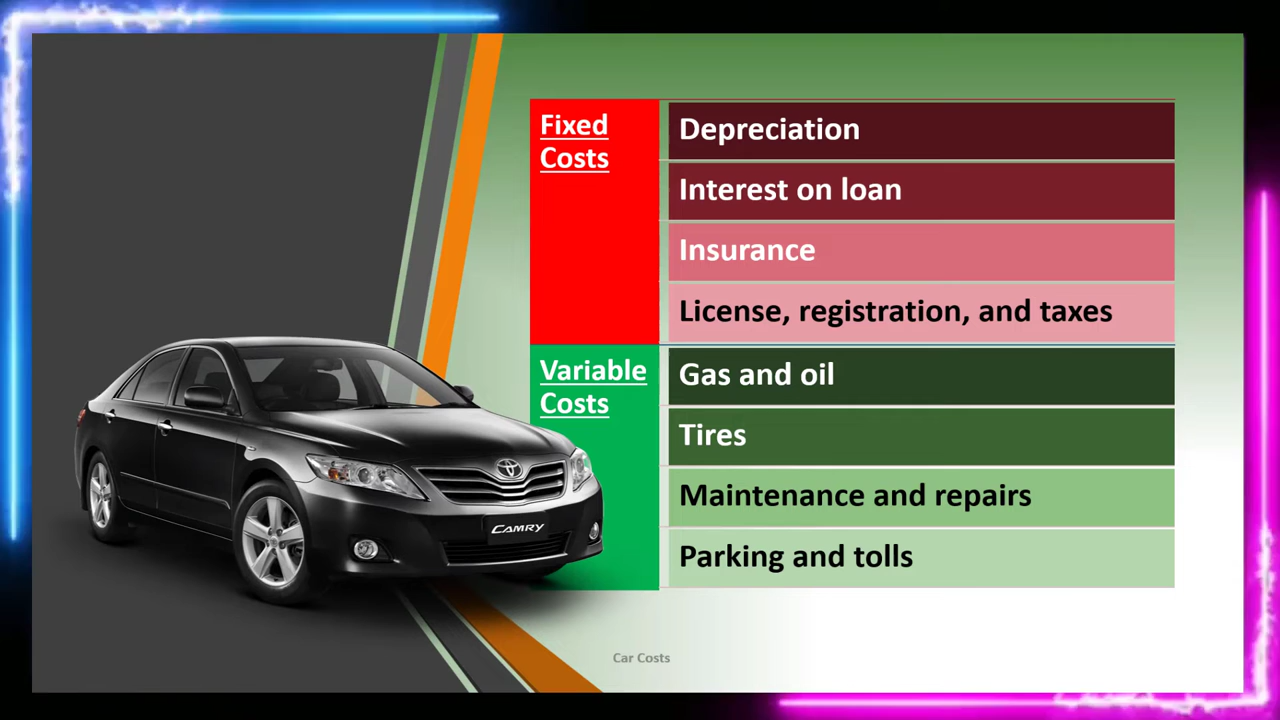 Fixed
Costs
Depreciation
Interest on loan
Insurance
License, registration, and taxes
Variable
Costs
Gas and oil
Tires
Maintenance and repairs
Parking and tolls
CAMRY
Car Costs